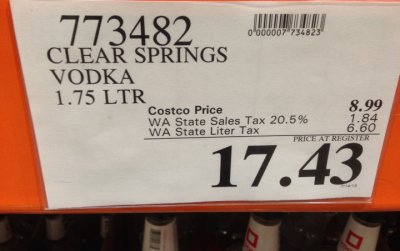 773482
0"000007"734823"
CLEAR SPRINGS
VODKA
1.75 LTR
Costco Price 8.99
WA State Sales Tax 20.5% 1.84
WA State Liter Tax 6.60
PRICE AT REGISTER
17.43